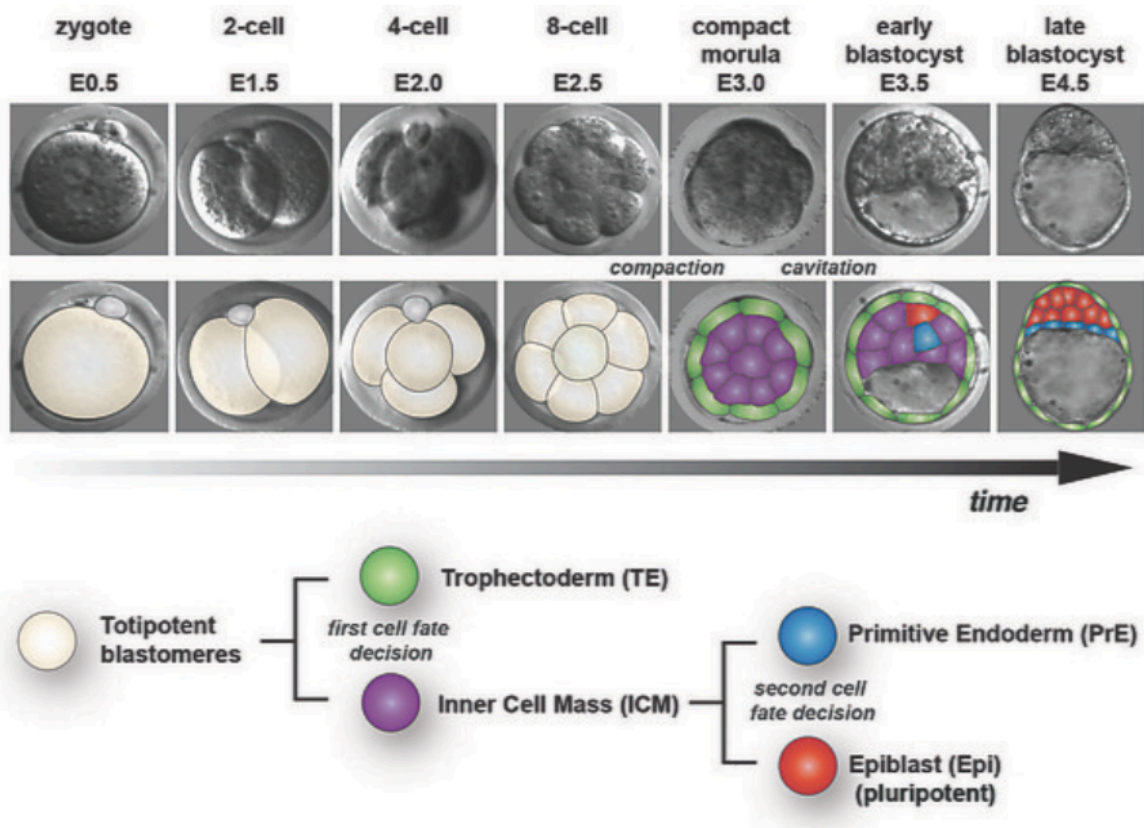 zygote
E0.5
2-cell
E1.5
4-cell
E2.0
8-cell
E2.5
compact
morula
E3.0
early
blastocyst
E3.5
late
blastocyst
E4.5
compaction
cavitation
time
Totipotent
blastomeres
Trophectoderm (TE)
first cell fate
decision
Inner Cell Mass (ICM)
Primitive Endoderm (PrE)
second cell
fate decision
Epiblast (Epi)
(pluripotent)